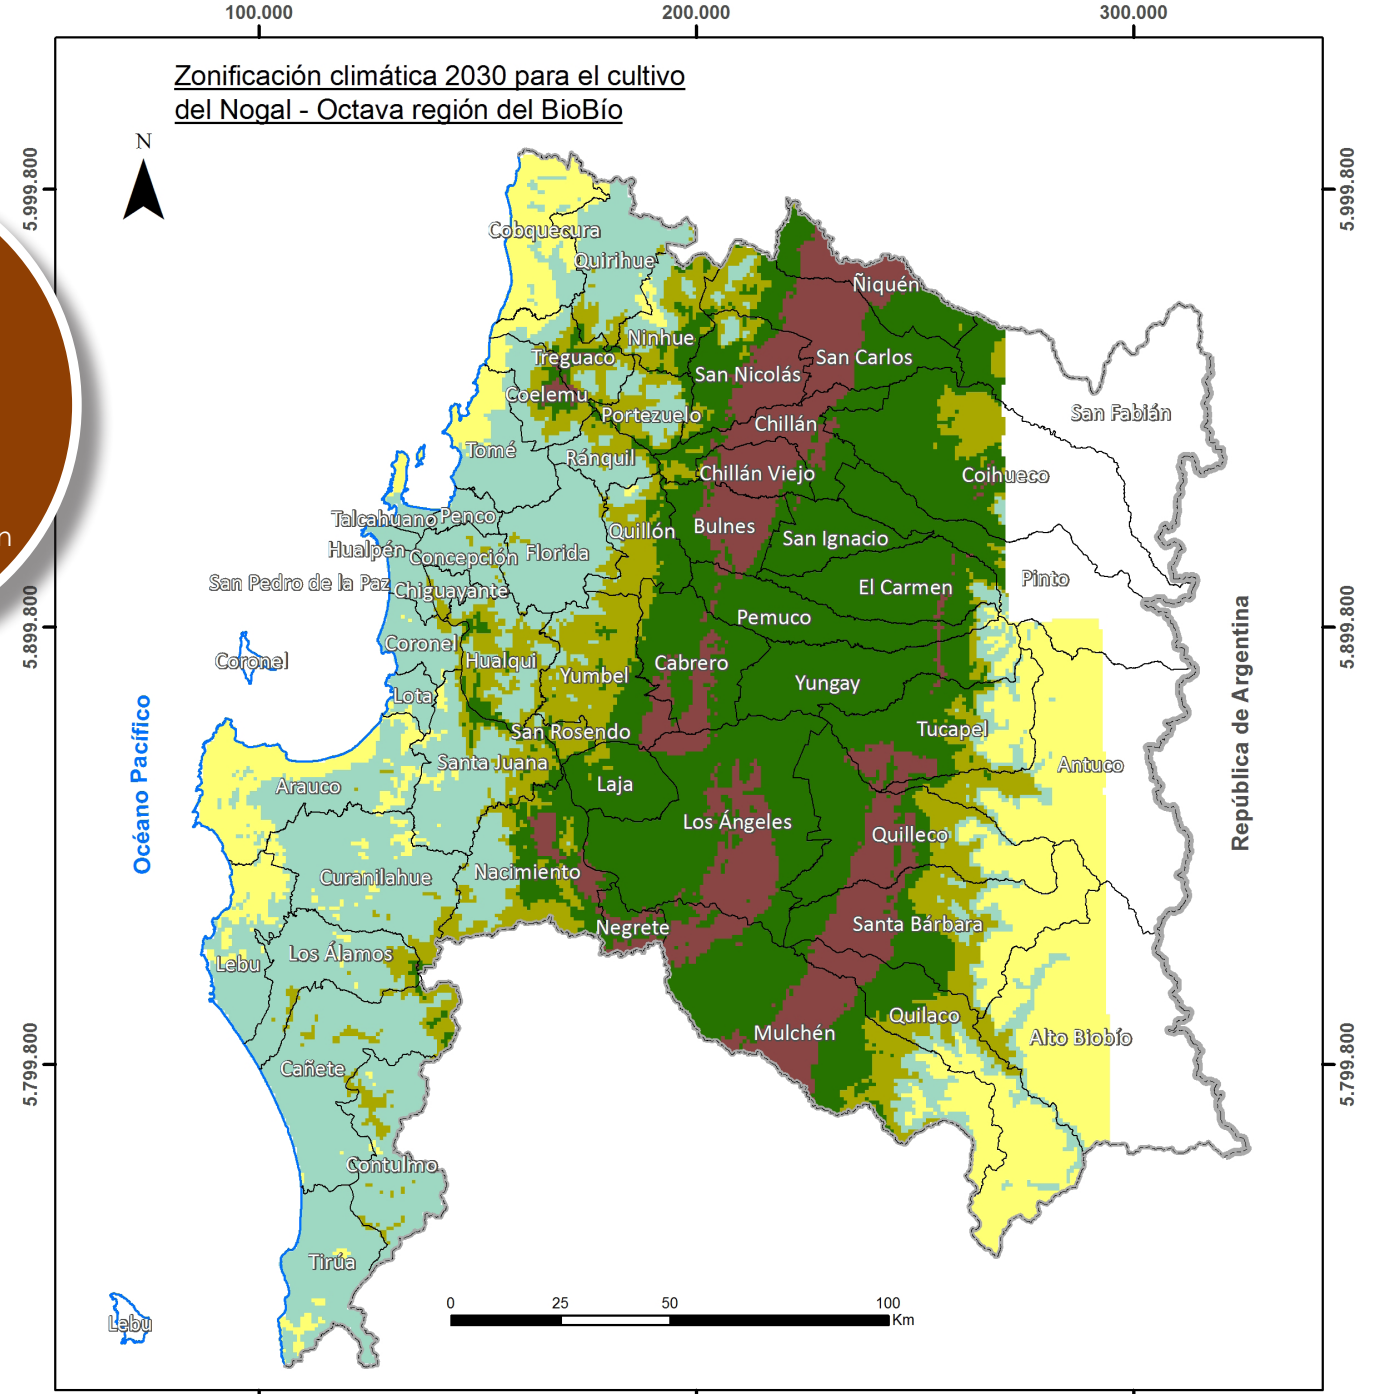 100.000
200.000
300.000
Zonificación climática 2030 para el cultivo
del Nogal - Octava región del BioBío
N
5.999.800
5.999.800
Cobquecura
Quirihue
Ñiquén
Ninhue
Treguaco
San Carlos
San Nicolás
Coelemu
Portezuelo
San Fabián
Chillán
Tomé
Ránquil
Chillán Viejo
Coihueco
Talcahuano
Penco
Quillón
Bulnes
San Ignacio
Hualpén
Concepción
Florida
n
San Pedro de la Paz
Chiguayante
El Carmen
Pinto
Pemuco
5.899.800
5.899.800
Coronel
Coronel
Hualqui
Cabrero
Yumbel
Yungay
Lota
San Rosendo
Tucapel
Santa Juana
Antuco
Océano Pacífico
República de Argentina
Arauco
Laja
Los Ángeles
Quilleco
Curanilahue
Nacimiento
Negrete
Santa Bárbara
Los Álamos
Lebu
Quilaco
Mulchén
Alto Biobío
5.799.800
5.799.800
Cañete
Contulmo
Tirúa
Lebu
0 25 50 100
Km